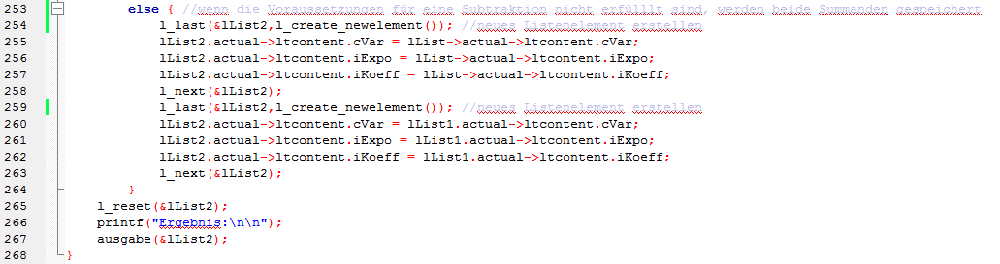 253 else { //wenn die Voraussetzungen für eine Subtraktion nicht erfülllt sind, werden beide Summanden gespeichert
254 l_last(&lList2,l_create_newelement()); //neues Listenelement erstellen
255 lList2.actual->ltcontent.cVar = lList->actual->ltcontent.cVar;
256 lList2.actual->ltcontent.iExpo = lList->actual->ltcontent.iExpo;
257 lList2.actual->ltcontent.iKoeff = lList->actual->ltcontent.iKoeff;
258 l_next(&lList2);
259 l_last(&lList2,l_create_newelement()); //neues Listenelement erstellen
260 lList2.actual->ltcontent.cVar = lList1.actual->ltcontent.cVar;
261 lList2.actual->ltcontent.iExpo = lList1.actual->ltcontent.iExpo;
262 lList2.actual->ltcontent.iKoeff = lList1.actual->ltcontent.iKoeff;
263 l_next(&lList2);
264 }
265 l_reset(&lList2);
266 printf("Ergebnis:\n\n");
267 ausgabe(&lList2);
268 }